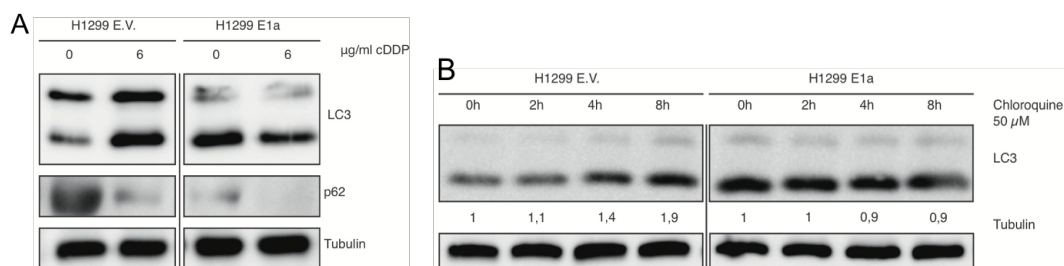 A
H1299 E.V. H1299 E1a
0 6 0 6 µg/ml cDDP
LC3
p62
Tubulin
B
H1299 E.V. H1299 E1a
0h 2h 4h 8h 0h 2h 4h 8h Chloroquine
50 µM
LC3
1 1,1 1,4 1,9 1 1 0,9 0,9 Tubulin